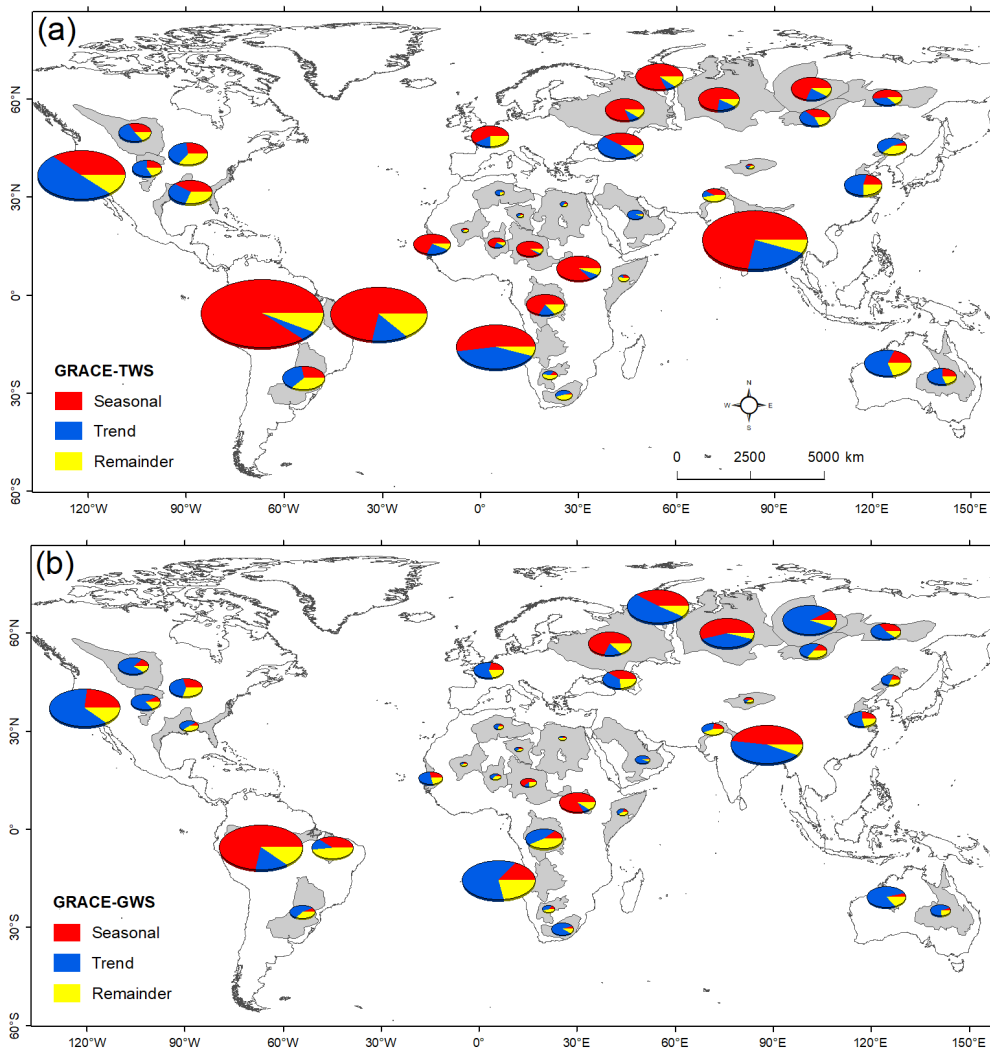 (a)
60°N
30°N
0°
30°S
60°S
GRACE-TWS
Seasonal
Trend
Remainder
N
W E
S
0 2500 5000 km
120°W 90°W 60°W 30°W 0° 30°E 60°E 90°E 120°E 150°E
(b)
60°N
30°N
0°
30°S
60°S
GRACE-GWS
Seasonal
Trend
Remainder
120°W 90°W 60°W 30°W 0° 30°E 60°E 90°E 120°E 150°E